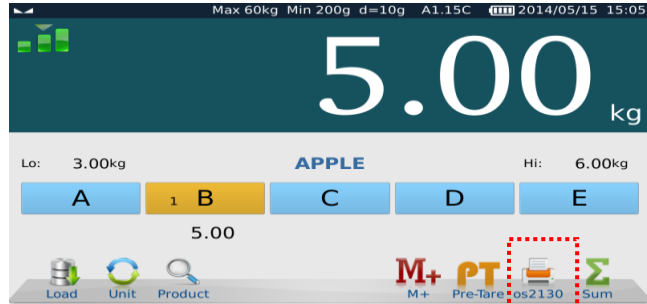 Max 60kg Min 200g d=10g A1.15C 2014/05/15 15:05
5.00 kg
Lo: 3.00kg APPLE Hi: 6.00kg
A 1 B C D E
5.00
M+ PT Σ
Load Unit Product M+ Pre-Tare os2130 Sum